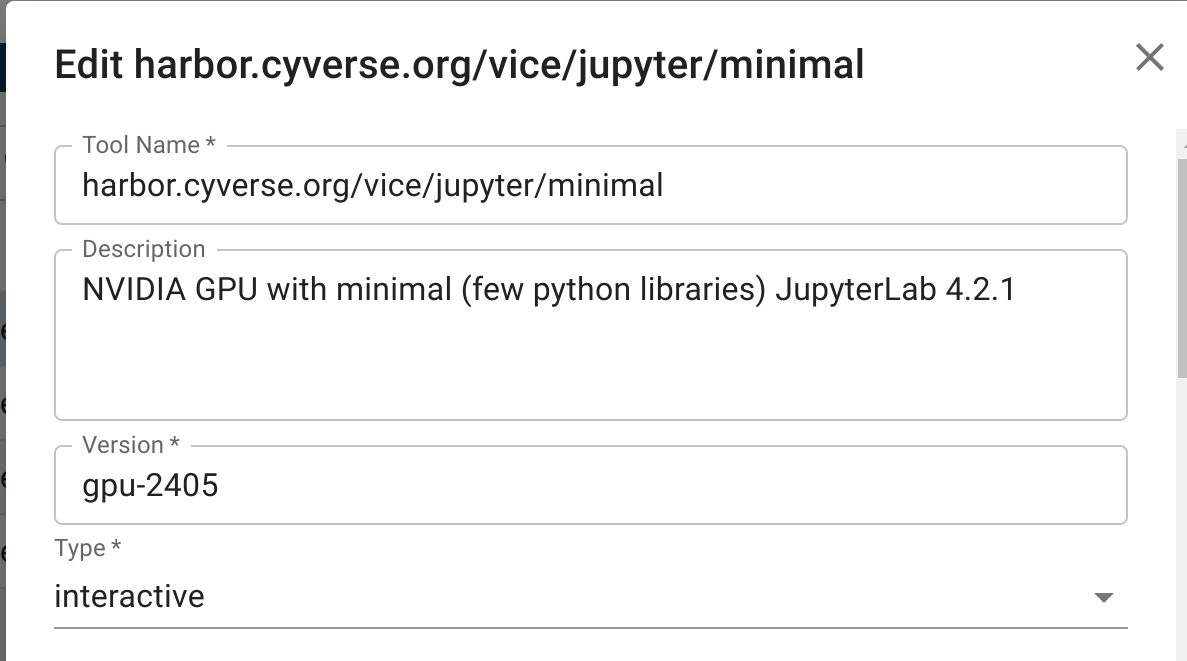 Edit harbor.cyverse.org/vice/jupyter/minimal
Tool Name *
harbor.cyverse.org/vice/jupyter/minimal
Description
NVIDIA GPU with minimal (few python libraries) JupyterLab 4.2.1
Version *
gpu-2405
Type *
interactive